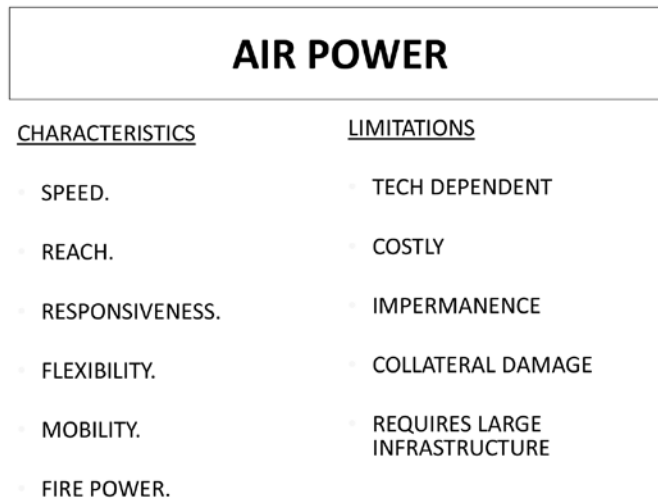 AIR POWER
CHARACTERISTICS
SPEED.
REACH.
RESPONSIVENESS.
FLEXIBILITY.
MOBILITY.
FIRE POWER.
LIMITATIONS
TECH DEPENDENT
COSTLY
IMPERMANENCE
COLLATERAL DAMAGE
REQUIRES LARGE
INFRASTRUCTURE